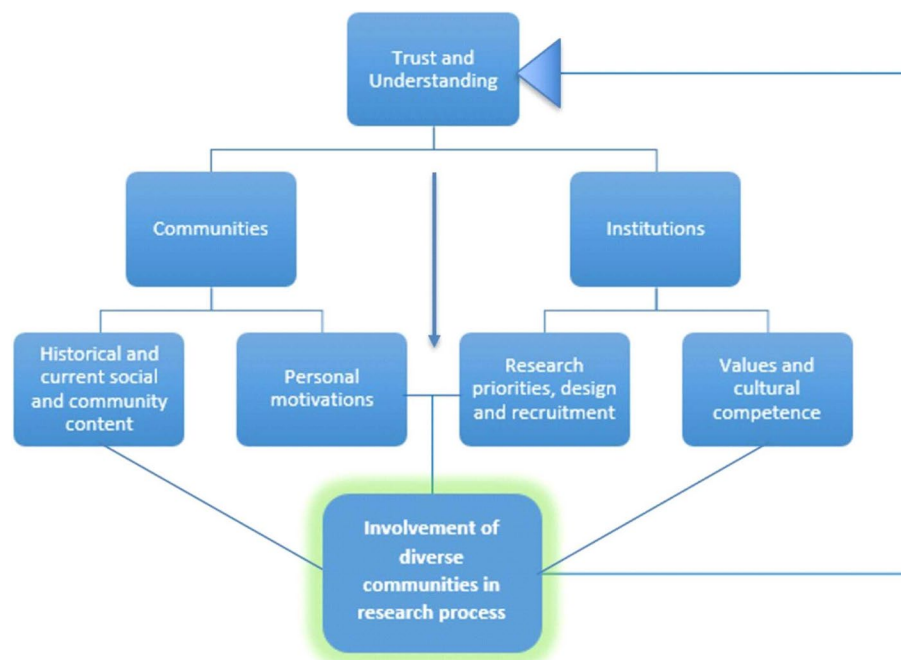 Trust and
Understanding
Communities
Institutions
Historical and
current social
and community
content
Personal
motivations
Research
priorities, design
and recruitment
Values and
cultural
competence
Involvement of
diverse
communities in
research process